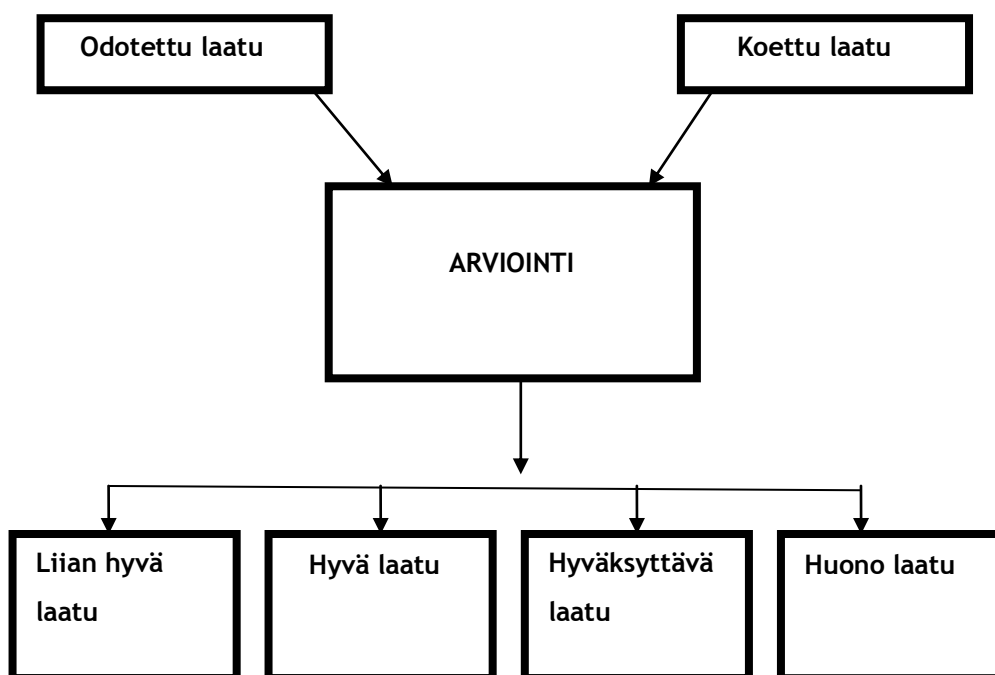 Odotettu laatu
Koettu laatu
ARVIOINTI
Liian hyvä
laatu
Hyvä laatu
Hyväksyttävä
laatu
Huono laatu